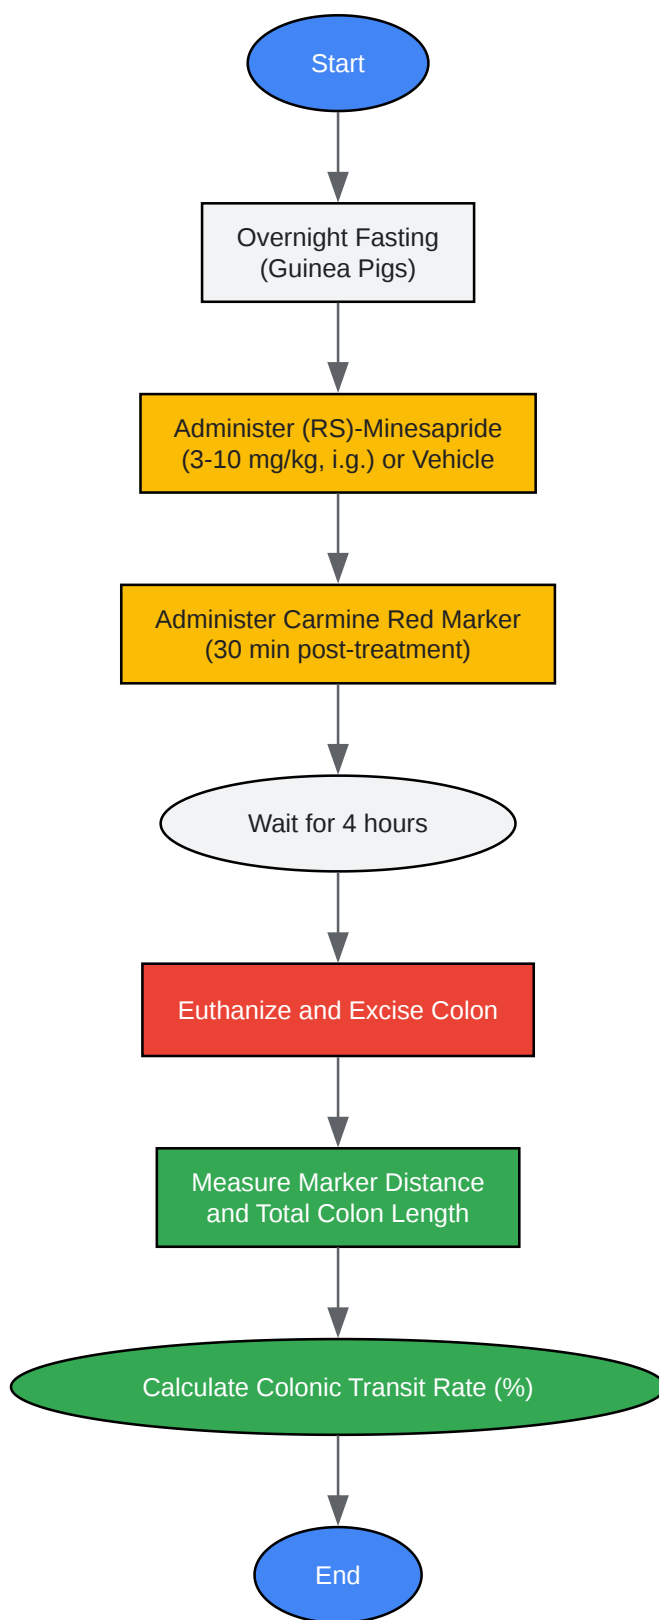 Start
Overnight Fasting
(Guinea Pigs)
Administer (RS)-Minesapride
(3-10 mg/kg, i.g.) or Vehicle
Administer Carmine Red Marker
(30 min post-treatment)
Wait for 4 hours
Euthanize and Excise Colon
Measure Marker Distance
and Total Colon Length
Calculate Colonic Transit Rate (%)
End